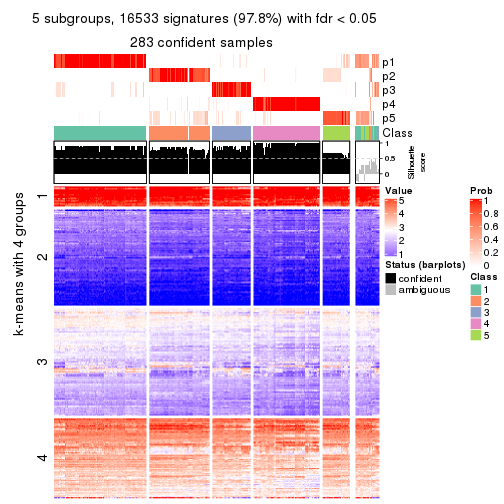 5 subgroups, 16533 signatures (97.8%) with fdr < 0.05
283 confident samples
p1
p2
p3
p4
p5
Class
1
0.5
0
Silhouette
score
k-means with 4 groups
1
2
3
4
Value
5
4
3
2
1
Status (barplots)
confident
ambiguous
Prob
1
0.8
0.6
0.4
0.2
0
Class
1
2
3
4
5